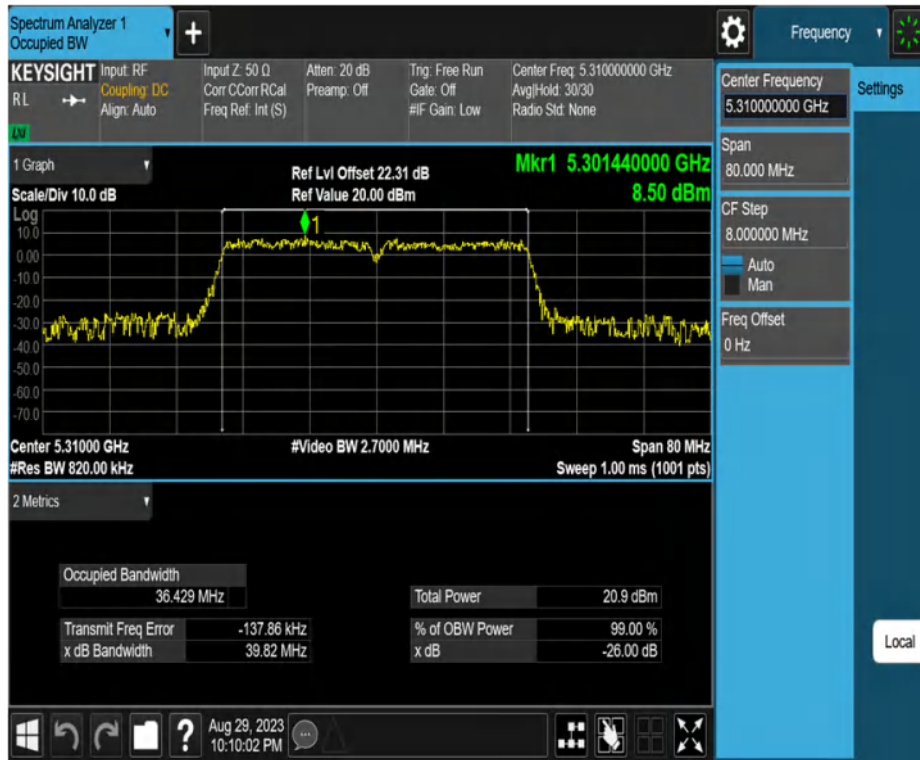 Spectrum Analyzer 1
Occupied BW
+
Frequency
KEYSIGHT
RL
LXI
Input: RF
Coupling: DC
Align: Auto
Input Z: 50 Ω
Corr CCorr RCal
Freq Ref: Int (S)
Atten: 20 dB
Preamp: Off
Trig: Free Run
Gate: Off
#IF Gain: Low
Center Freq: 5.310000000 GHz
Avg|Hold: 30/30
Radio Std: None
Center Frequency
5.310000000 GHz
Settings
Span
80.000 MHz
CF Step
8.000000 MHz
Auto
Man
Freq Offset
0 Hz
1 Graph
Scale/Div 10.0 dB
Ref Lvl Offset 22.31 dB
Ref Value 20.00 dBm
Mkr1 5.301440000 GHz
8.50 dBm
Log
1
10.0
0.00
-10.0
-20.0
-30.0
-40.0
-50.0
-60.0
-70.0
Center 5.31000 GHz
#Video BW 2.7000 MHz
Span 80 MHz
#Res BW 820.00 kHz
Sweep 1.00 ms (1001 pts)
2 Metrics
Occupied Bandwidth
36.429 MHz
Total Power 20.9 dBm
Transmit Freq Error -137.86 kHz
% of OBW Power 99.00 %
x dB Bandwidth 39.82 MHz
x dB -26.00 dB
Local
?
Aug 29, 2023
10:10:02 PM